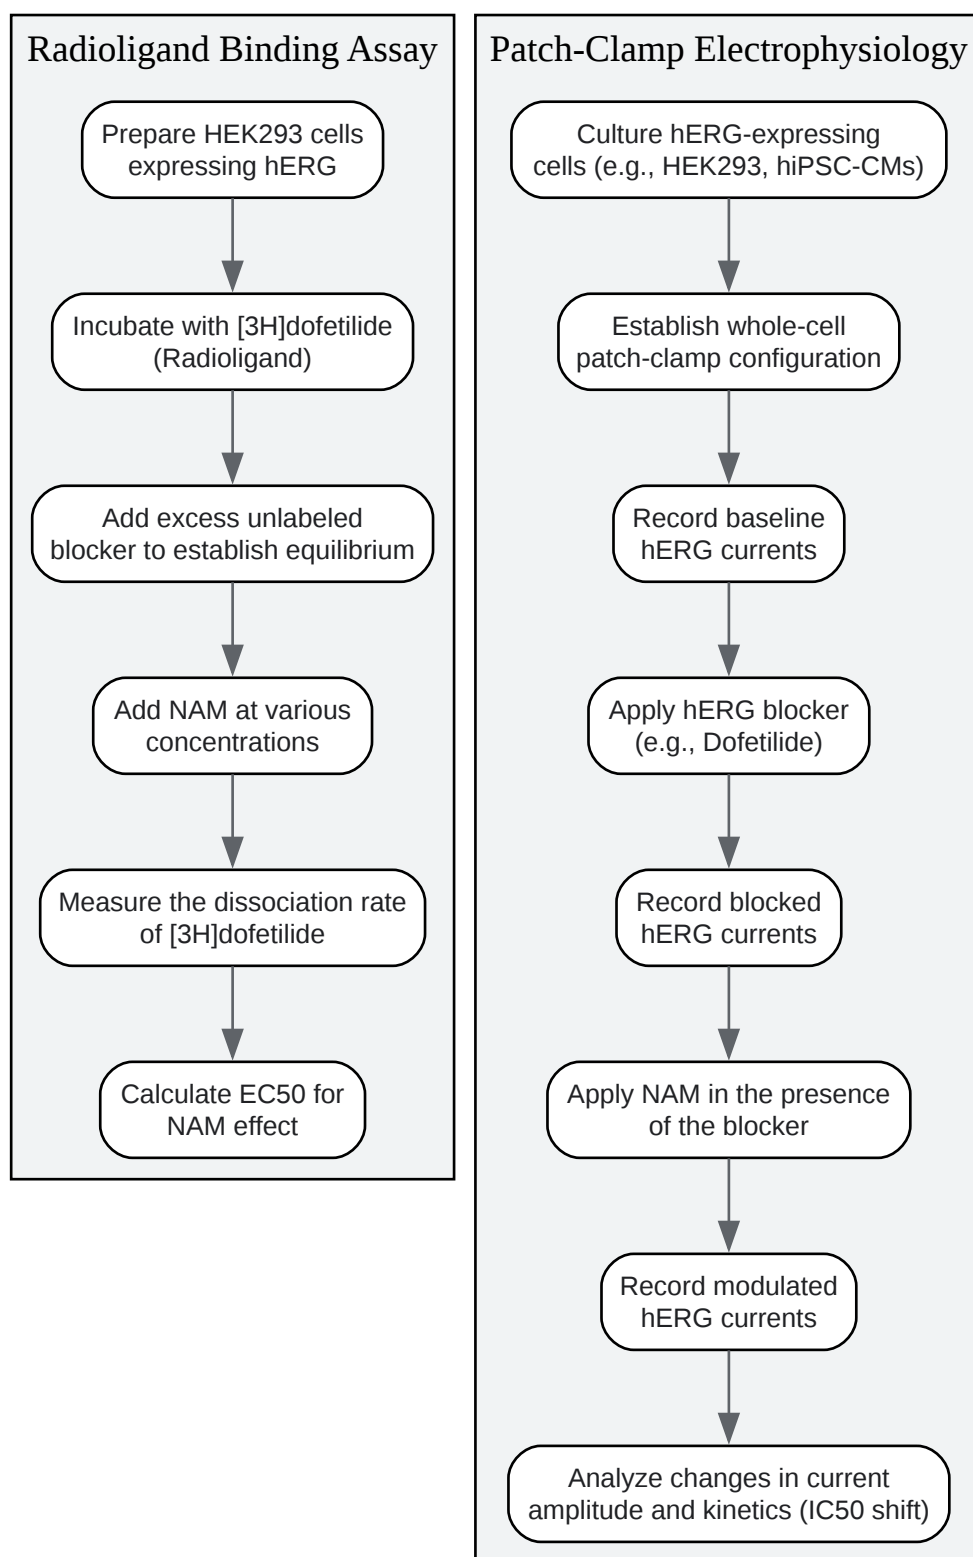 Radioligand Binding Assay
Prepare HEK293 cells
expressing hERG
Incubate with [3H]dofetilide
(Radioligand)
Add excess unlabeled
blocker to establish equilibrium
Add NAM at various
concentrations
Measure the dissociation rate
of [3H]dofetilide
Calculate EC50 for
NAM effect
Patch-Clamp Electrophysiology
Culture hERG-expressing
cells (e.g., HEK293, hiPSC-CMs)
Establish whole-cell
patch-clamp configuration
Record baseline
hERG currents
Apply hERG blocker
(e.g., Dofetilide)
Record blocked
hERG currents
Apply NAM in the presence
of the blocker
Record modulated
hERG currents
Analyze changes in current
amplitude and kinetics (IC50 shift)